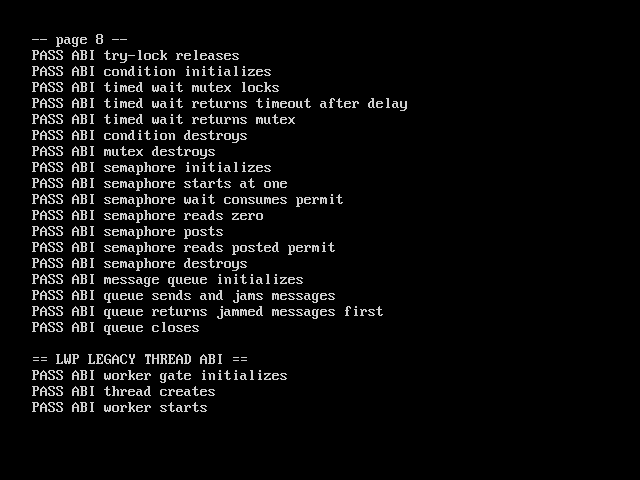 -- page 8 --
PASS ABI try-lock releases
PASS ABI condition initializes
PASS ABI timed wait mutex locks
PASS ABI timed wait returns timeout after delay
PASS ABI timed wait returns mutex
PASS ABI condition destroys
PASS ABI mutex destroys
PASS ABI semaphore initializes
PASS ABI semaphore starts at one
PASS ABI semaphore wait consumes permit
PASS ABI semaphore reads zero
PASS ABI semaphore posts
PASS ABI semaphore reads posted permit
PASS ABI semaphore destroys
PASS ABI message queue initializes
PASS ABI queue sends and jams messages
PASS ABI queue returns jammed messages first
PASS ABI queue closes

== LWP LEGACY THREAD ABI ==
PASS ABI worker gate initializes
PASS ABI thread creates
PASS ABI worker starts